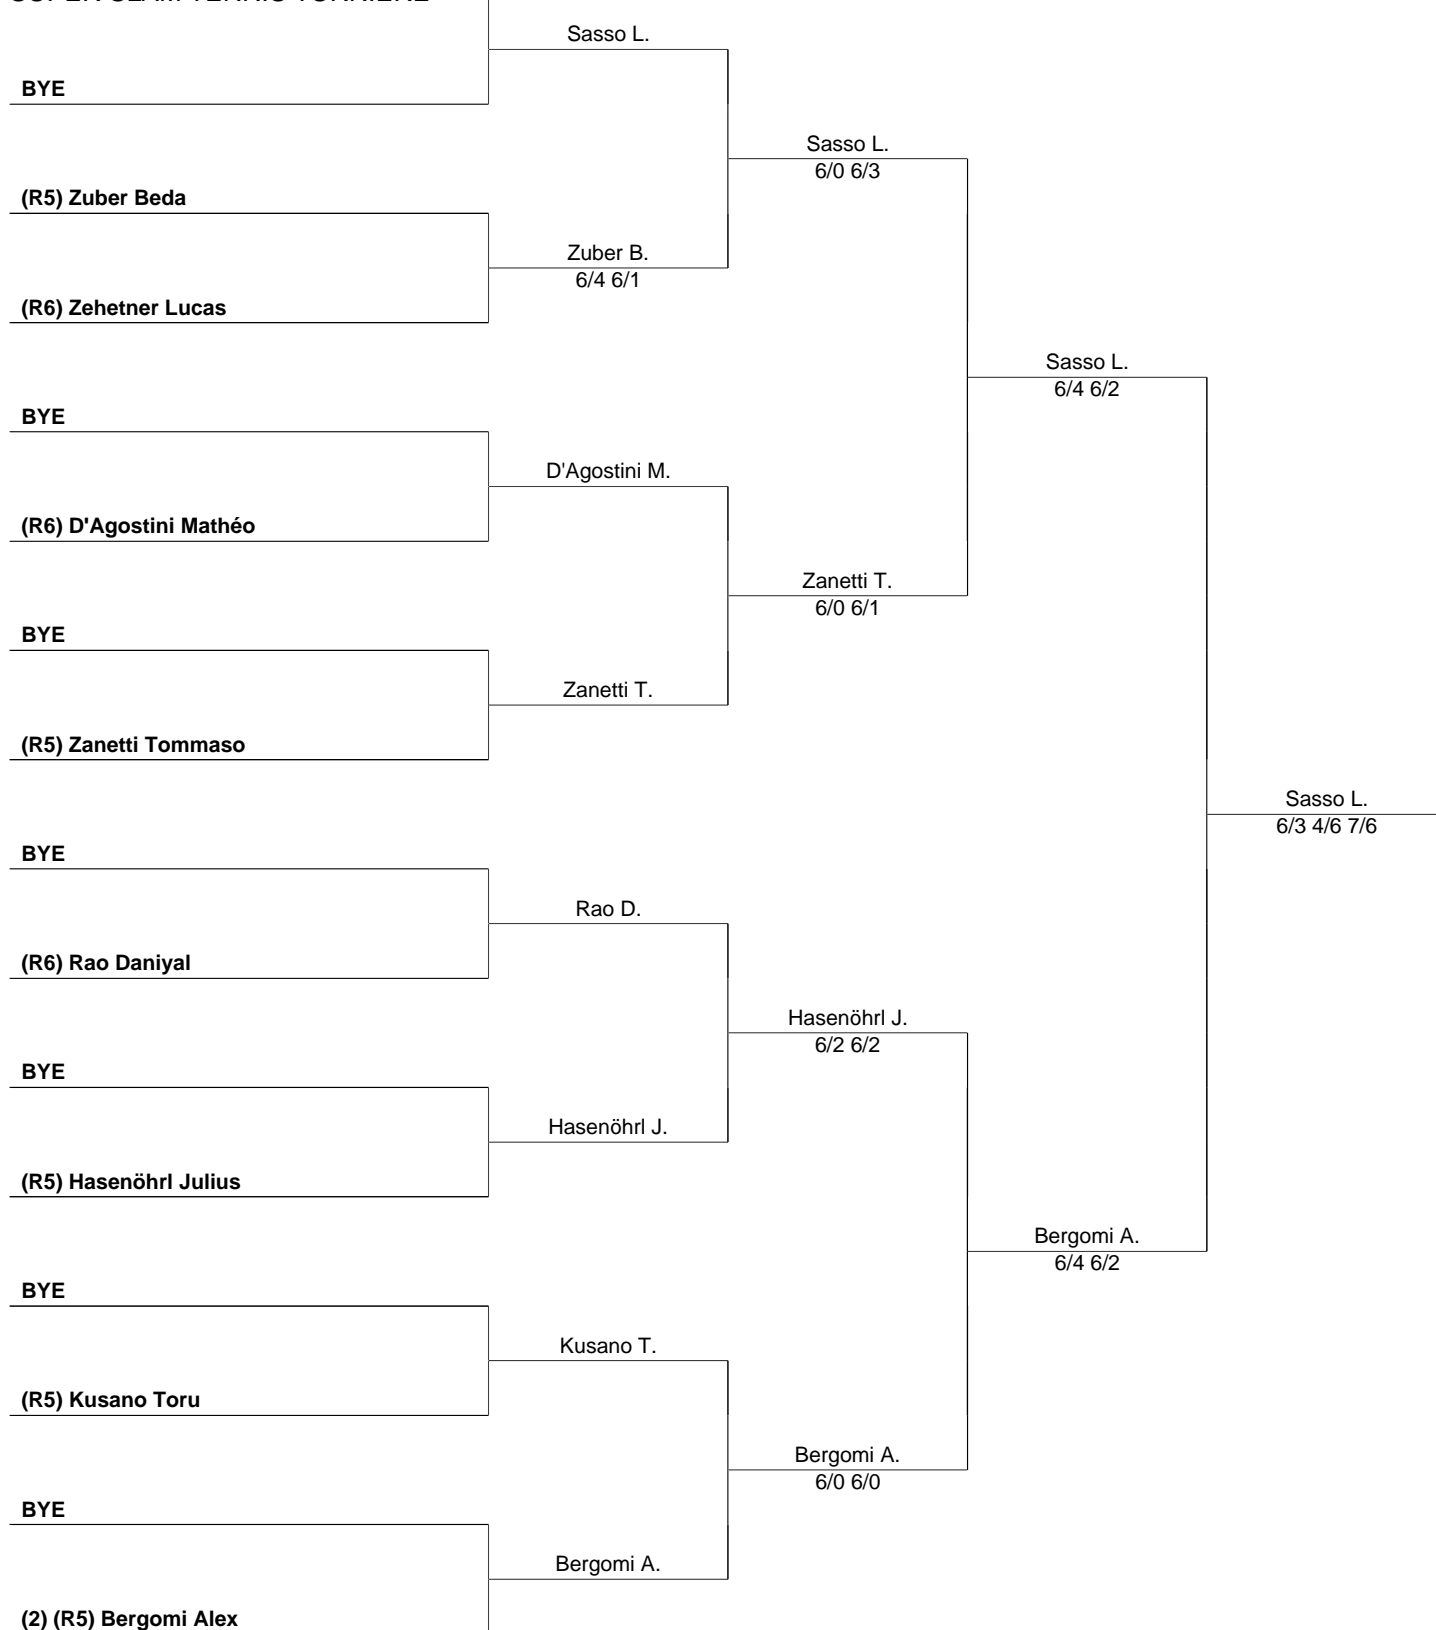 Sasso L.
BYE
Sasso L.
6/0 6/3
(R5) Zuber Beda
Zuber B.
6/4 6/1
(R6) Zehetner Lucas
Sasso L.
6/4 6/2
BYE
D'Agostini M.
(R6) D'Agostini Mathéo
Zanetti T.
6/0 6/1
BYE
Zanetti T.
(R5) Zanetti Tommaso
Sasso L.
6/3 4/6 7/6
BYE
Rao D.
(R6) Rao Daniyal
Hasenöhrl J.
6/2 6/2
BYE
Hasenöhrl J.
(R5) Hasenöhrl Julius
Bergomi A.
6/4 6/2
BYE
Kusano T.
(R5) Kusano Toru
Bergomi A.
6/0 6/0
BYE
Bergomi A.
(2) (R5) Bergomi Alex